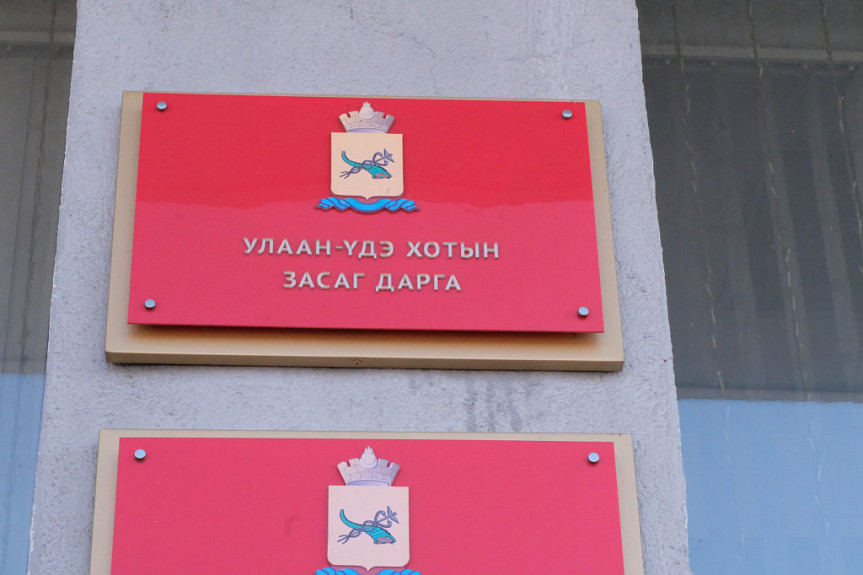 УЛААН-ҮДЭ ХОТЫН
ЗАСАГ ДАРГА